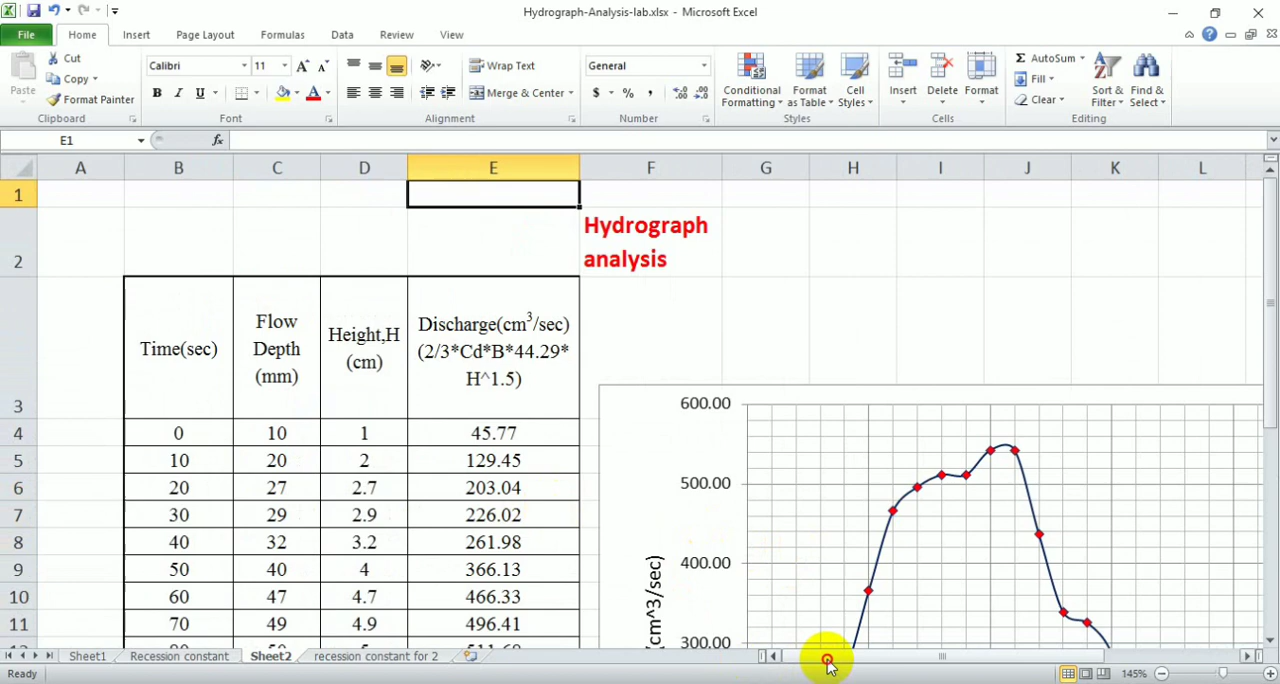 Hydrograph-Analysis-lab.xlsx - Microsoft Excel
File Home Insert Page Layout Formulas Data Review View
Cut
Copy
Format Painter
Paste
Clipboard
Calibri 11
B I U
Font
Wrap Text
Merge & Center
Alignment
General
$ % ,
Number
Conditional Formatting
Format as Table
Cell Styles
Styles
Insert Delete Format
Cells
AutoSum
Fill
Clear
Sort & Filter
Find & Select
Editing
E1 fx
A B C D E F G H I J K L
1
2
Hydrograph
analysis
3 Time(sec) Flow Depth (mm) Height,H (cm) Discharge(cm3/sec) (2/3*Cd*B*44.29* H^1.5)
4 0 10 1 45.77
5 10 20 2 129.45
6 20 27 2.7 203.04
7 30 29 2.9 226.02
8 40 32 3.2 261.98
9 50 40 4 366.13
10 60 47 4.7 466.33
11 70 49 4.9 496.41
600.00
500.00
400.00
300.00
(cm^3/sec)
Sheet1 Recession constant Sheet2 recession constant for 2
Ready 145%